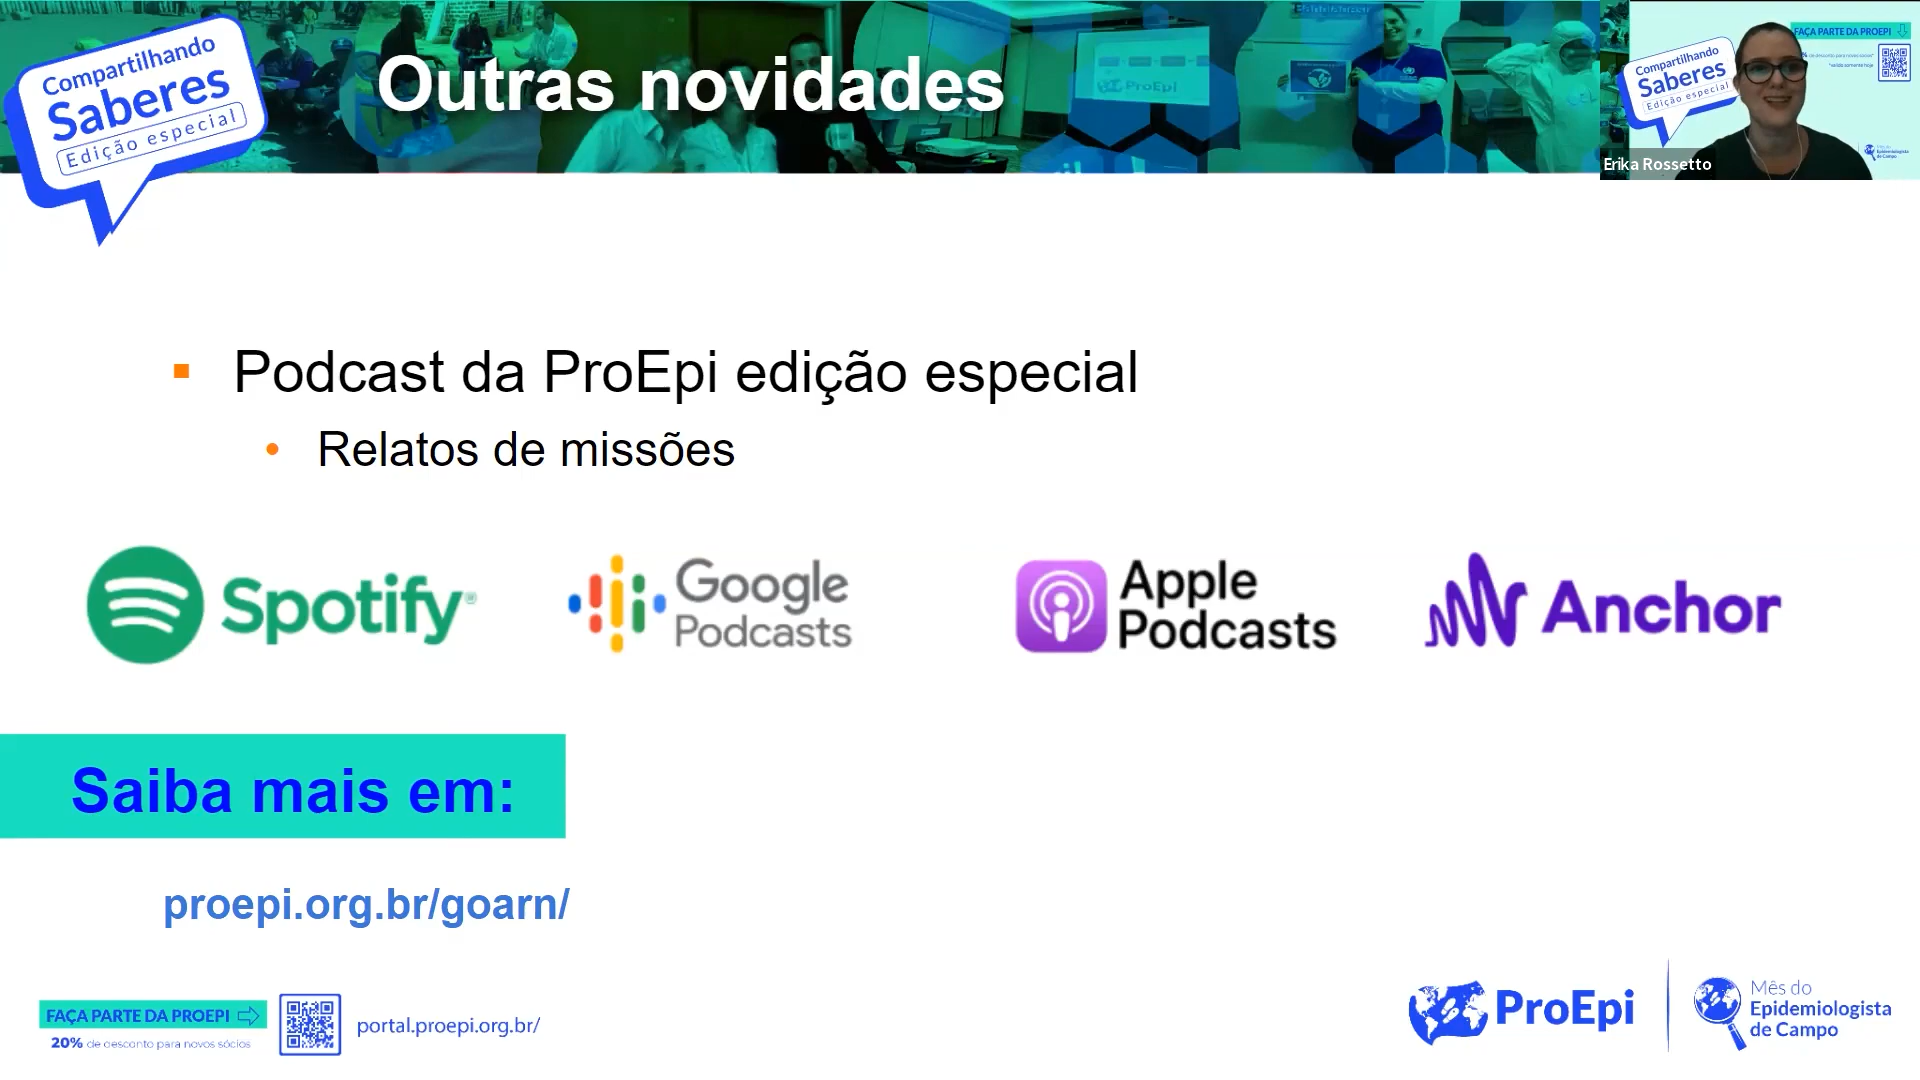 Compartilhando
Saberes
Edição especial
Outras novidades
ProEpi
FAÇA PARTE DA PROEPI
Compartilhando
Saberes
Edição especial
Erika Rossetto
Podcast da ProEpi edição especial
Relatos de missões
Spotify®
Google
Podcasts
Apple
Podcasts
Anchor
Saiba mais em:
proepi.org.br/goarn/
FAÇA PARTE DA PROEPI
20% de desconto para novos sócios
portal.proepi.org.br/
ProEpi
Mês do
Epidemiologista
de Campo